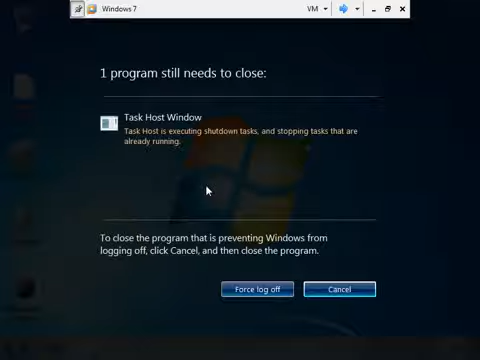 Windows 7
VM
1 program still needs to close:
Task Host Window
Task Host is executing shutdown tasks, and stopping tasks that are
already running.
To close the program that is preventing Windows from
logging off, click Cancel, and then close the program.
Force log off
Cancel